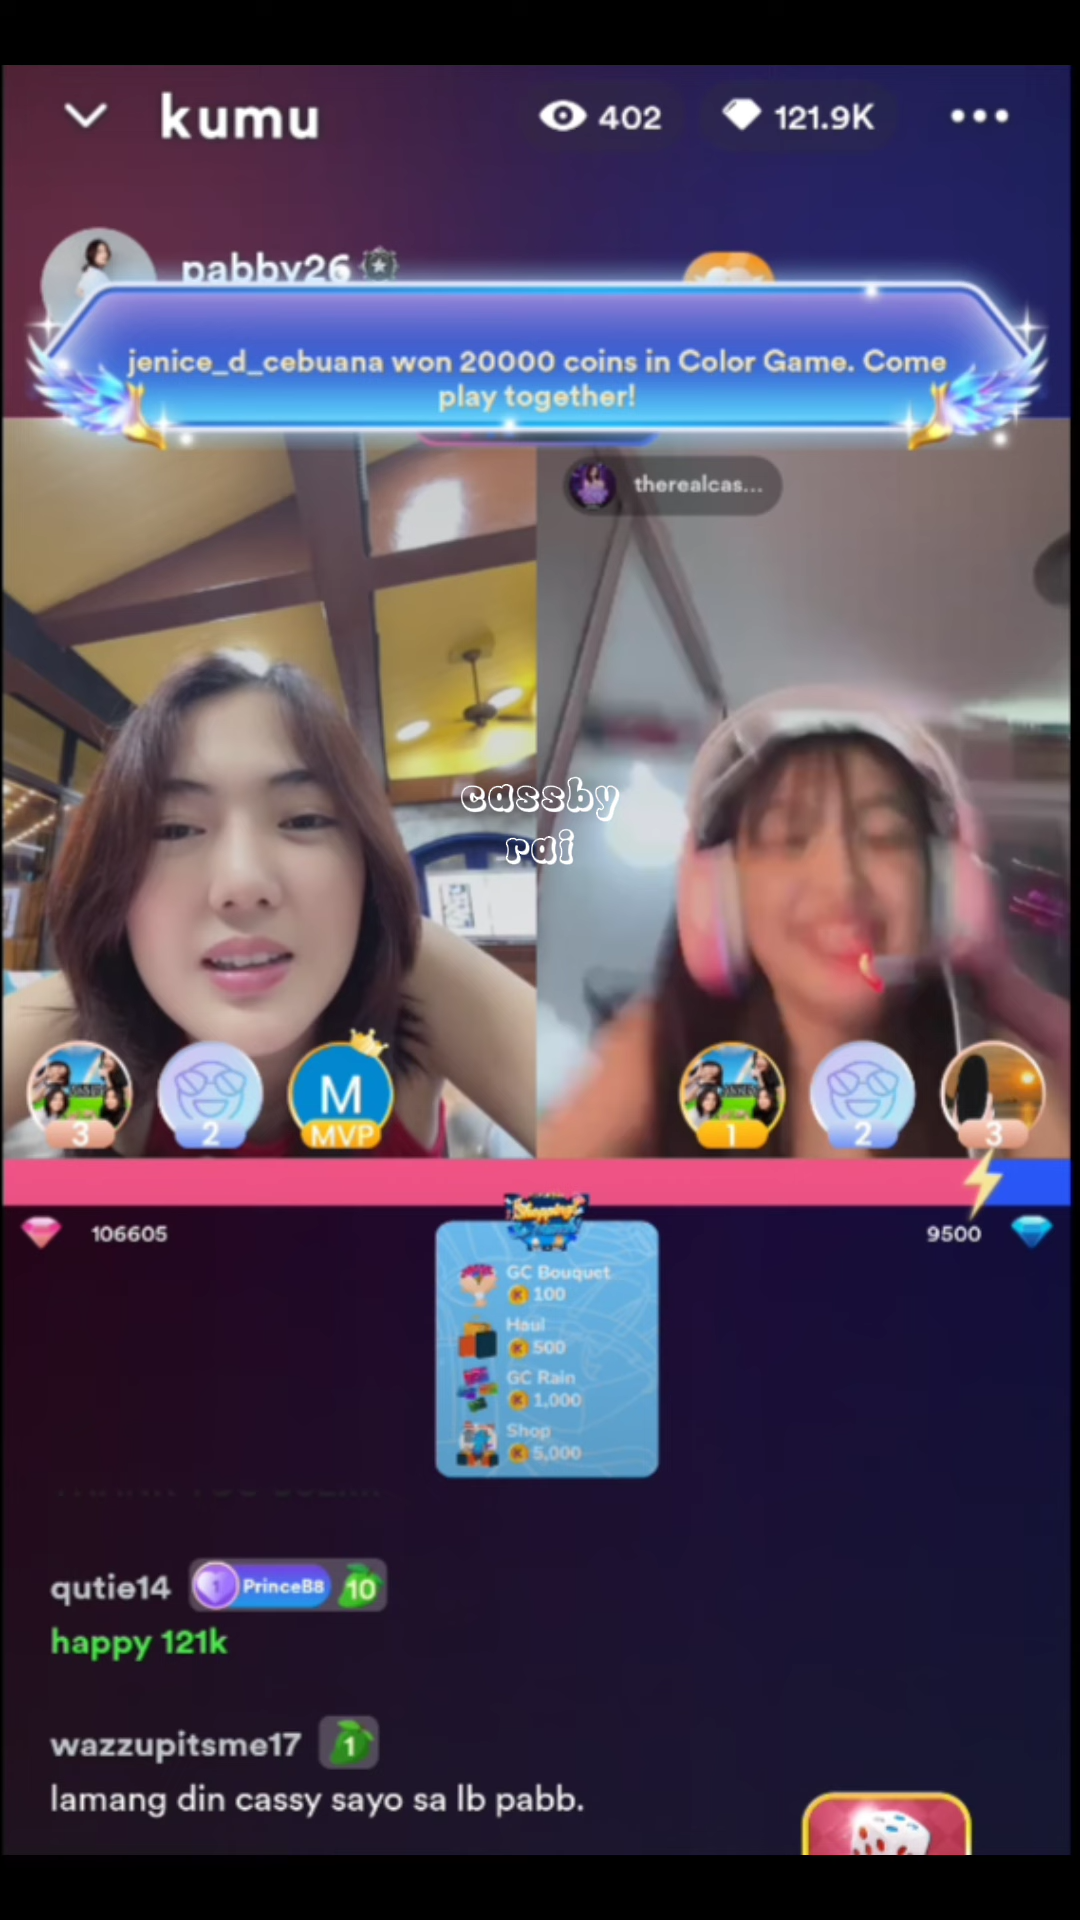 kumu
402
121.9K
pabby26
jenice_d_cebuana won 20000 coins in Color Game. Come
play together!
therealcas...
cassby
rai
3
2
M
MVP
1
2
3
106605
9500
Shopping
GC Bouquet
100
Haul
500
GC Rain
1,000
Shop
5,000
qutie14 1 PrinceB8 10
happy 121k
wazzupitsme17 1
lamang din cassy sayo sa lb pabb.